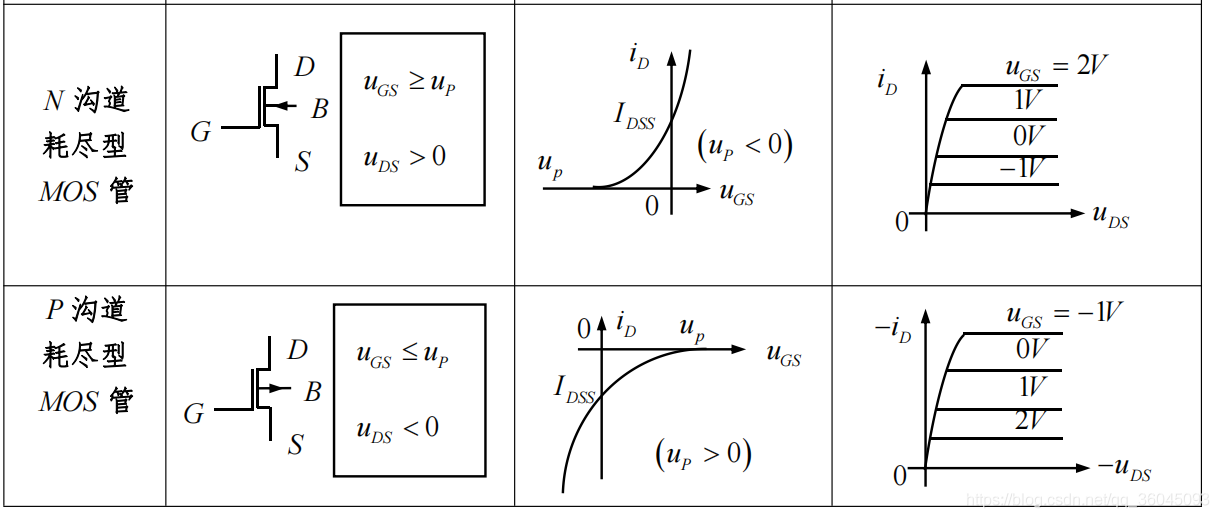 N 沟道
耗尽型
MOS 管
D
B
G
S
u_GS ≥ u_P
u_DS > 0
i_D
I_DSS
(u_P < 0)
u_p
0
u_GS
i_D
u_GS = 2V
1V
0V
-1V
0
u_DS
P 沟道
耗尽型
MOS 管
D
B
G
S
u_GS ≤ u_P
u_DS < 0
0
i_D
u_p
u_GS
I_DSS
(u_P > 0)
-i_D
u_GS = -1V
0V
1V
2V
0
-u_DS
https://blog.csdn.net/qq_36045093